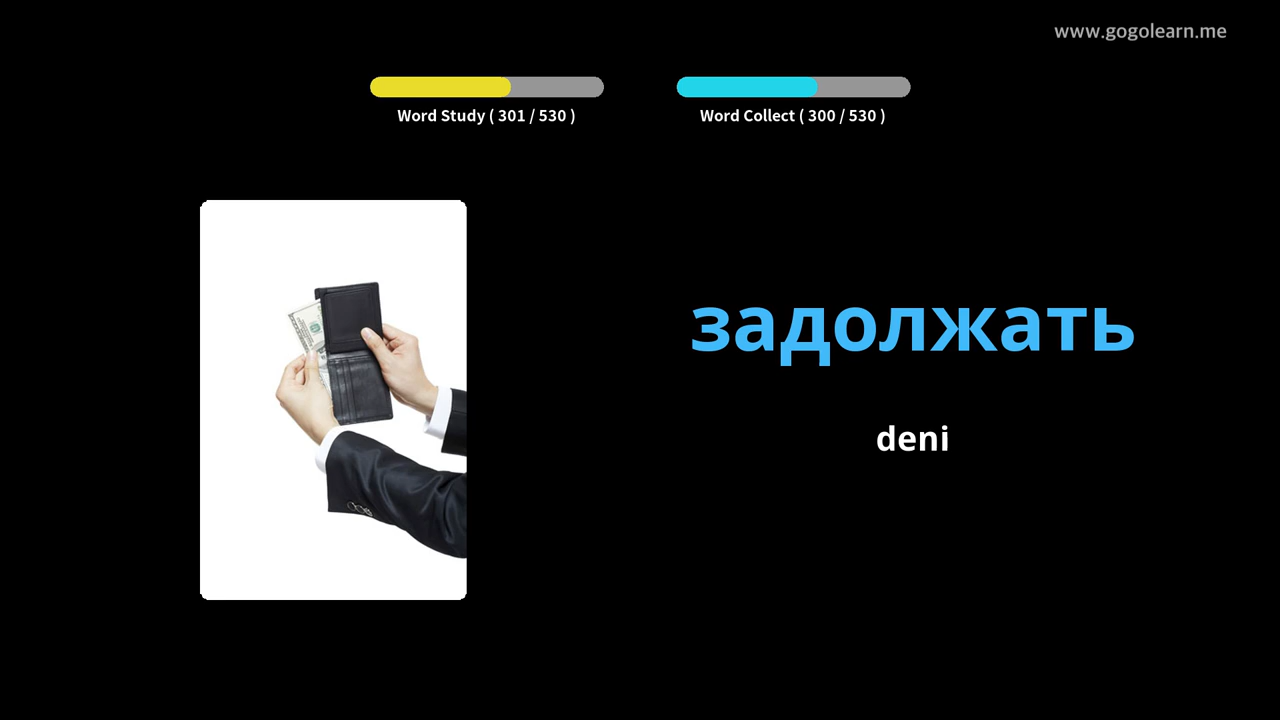 www.gogolearn.me
Word Study ( 301 / 530 )
Word Collect ( 300 / 530 )
задолжать
deni